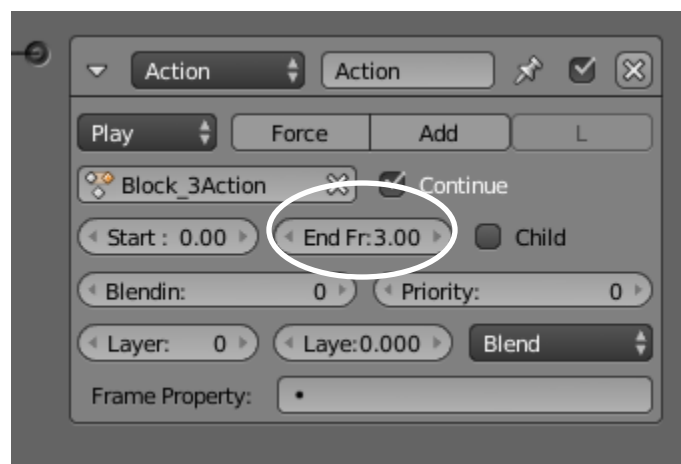 Action Action
Play Force Add L
Block_3Action Continue
Start : 0.00 End Fr:3.00 Child
Blendin: 0 Priority: 0
Layer: 0 Laye:0.000 Blend
Frame Property: